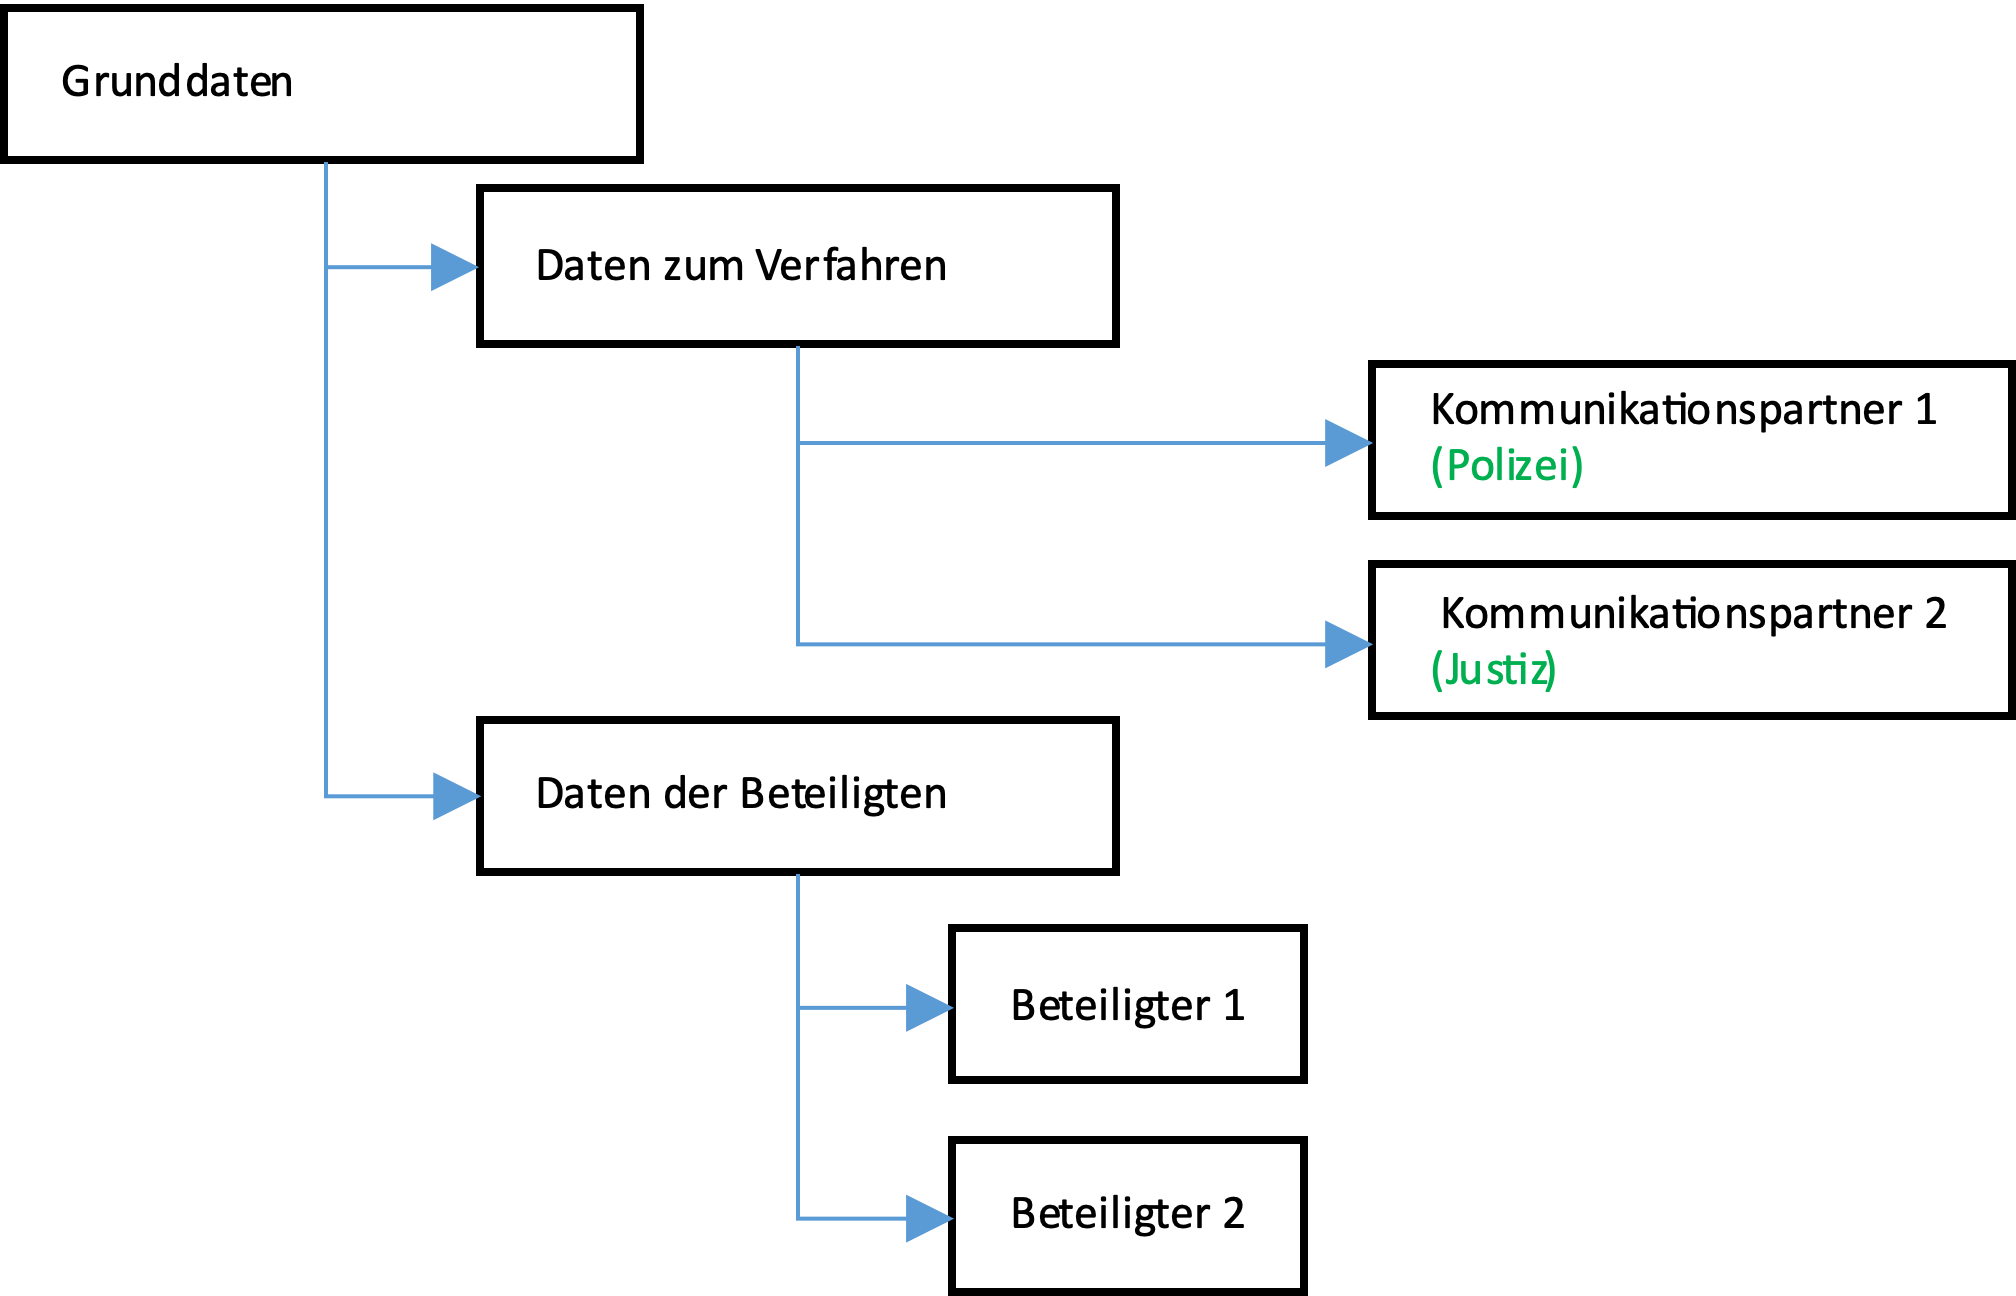 Grunddaten
Daten zum Verfahren
Kommunikationspartner 1
(Polizei)
Kommunikationspartner 2
(Justiz)
Daten der Beteiligten
Beteiligter 1
Beteiligter 2